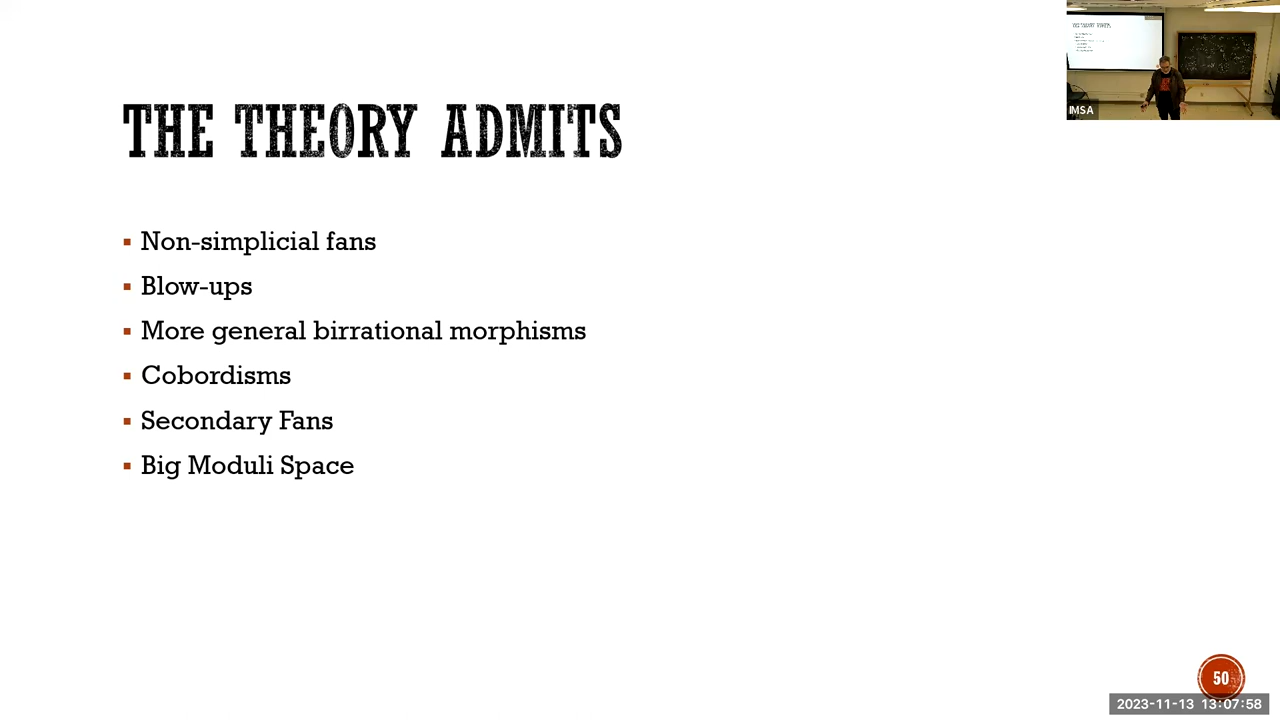 THE THEORY ADMITS
Non-simplicial fans
Blow-ups
More general birrational morphisms
Cobordisms
Secondary Fans
Big Moduli Space
IMSA
50
2023-11-13 13:07:58